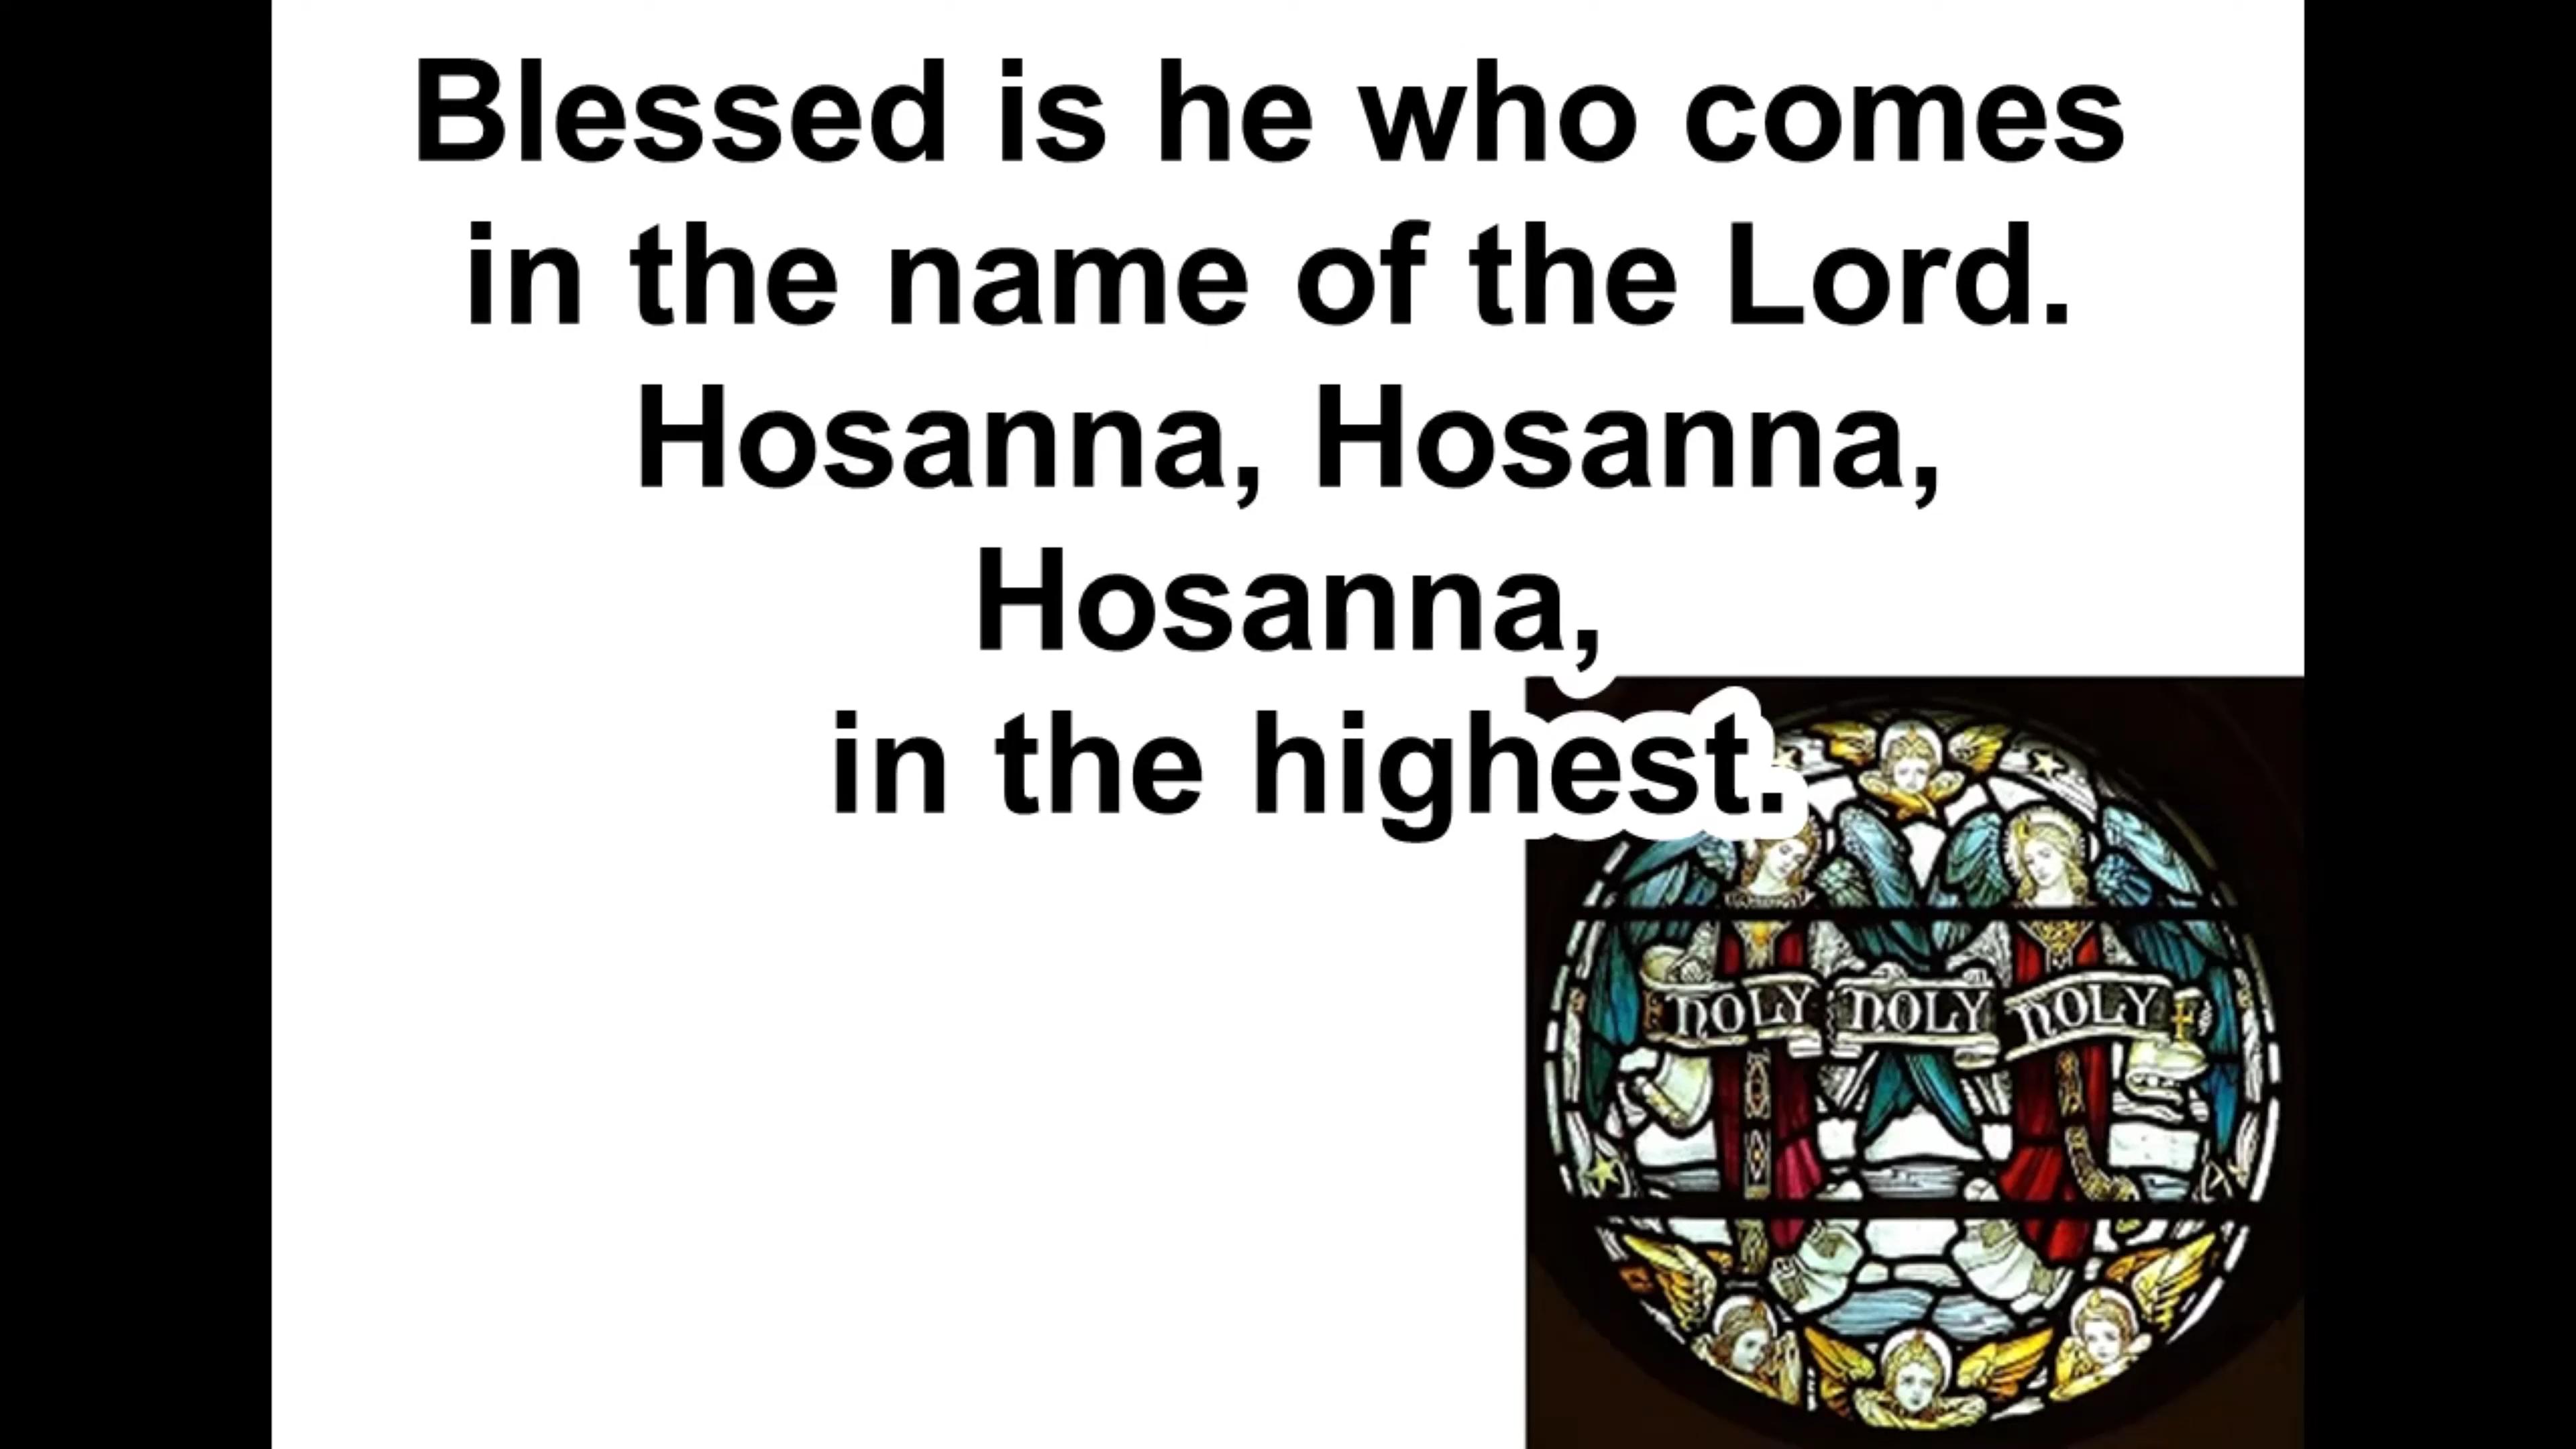 Blessed is he who comes
in the name of the Lord.
Hosanna, Hosanna,
Hosanna,
in the highest.
HOLY HOLY HOLY